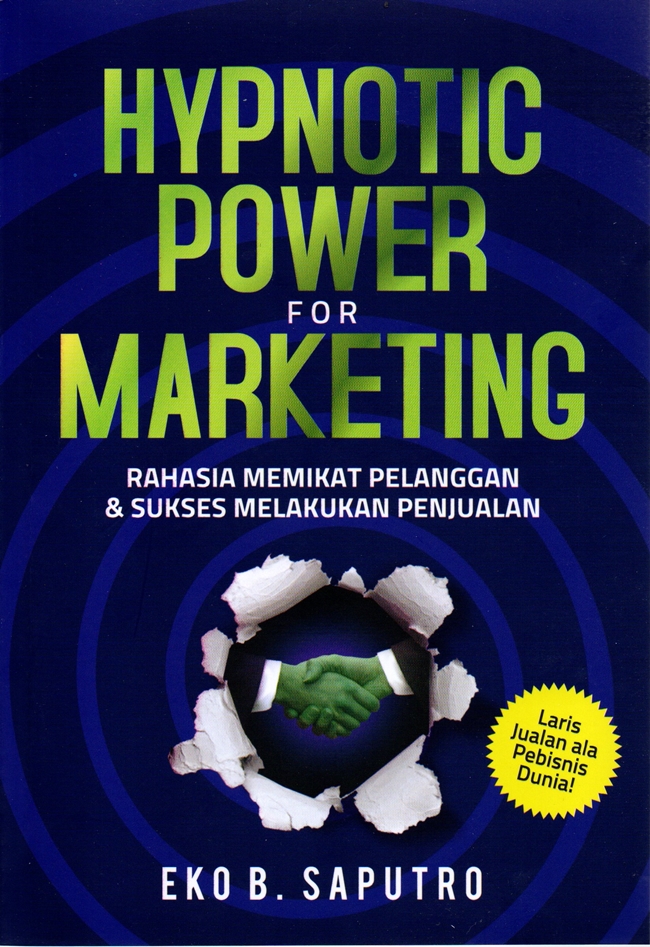 HYPNOTIC
POWER
FOR
MARKETING
RAHASIA MEMIKAT PELANGGAN
& SUKSES MELAKUKAN PENJUALAN
Laris
Jualan ala
Pebisnis
Dunia!
EKO B. SAPUTRO